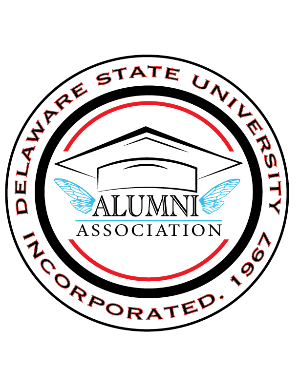 DELAWARE STATE UNIVERSITY
ALUMNI
ASSOCIATION
INCORPORATED. 1967